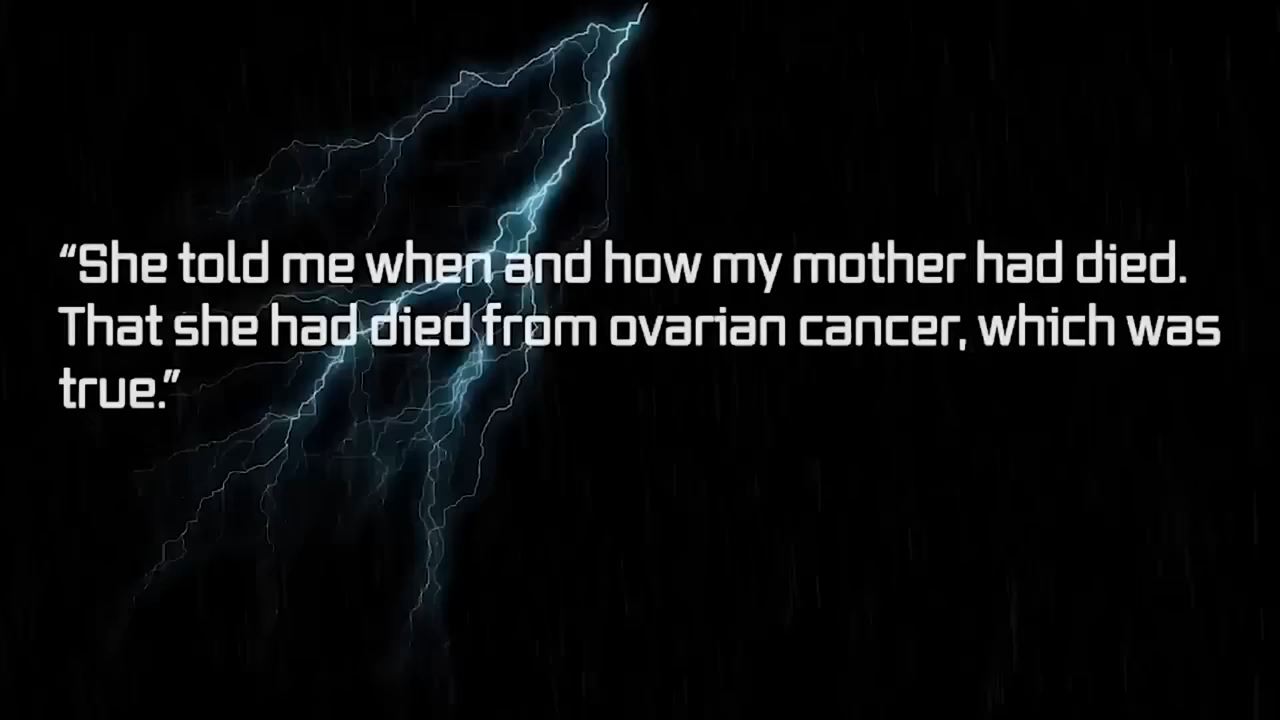 “She told me when and how my mother had died.
That she had died from ovarian cancer, which was
true.”